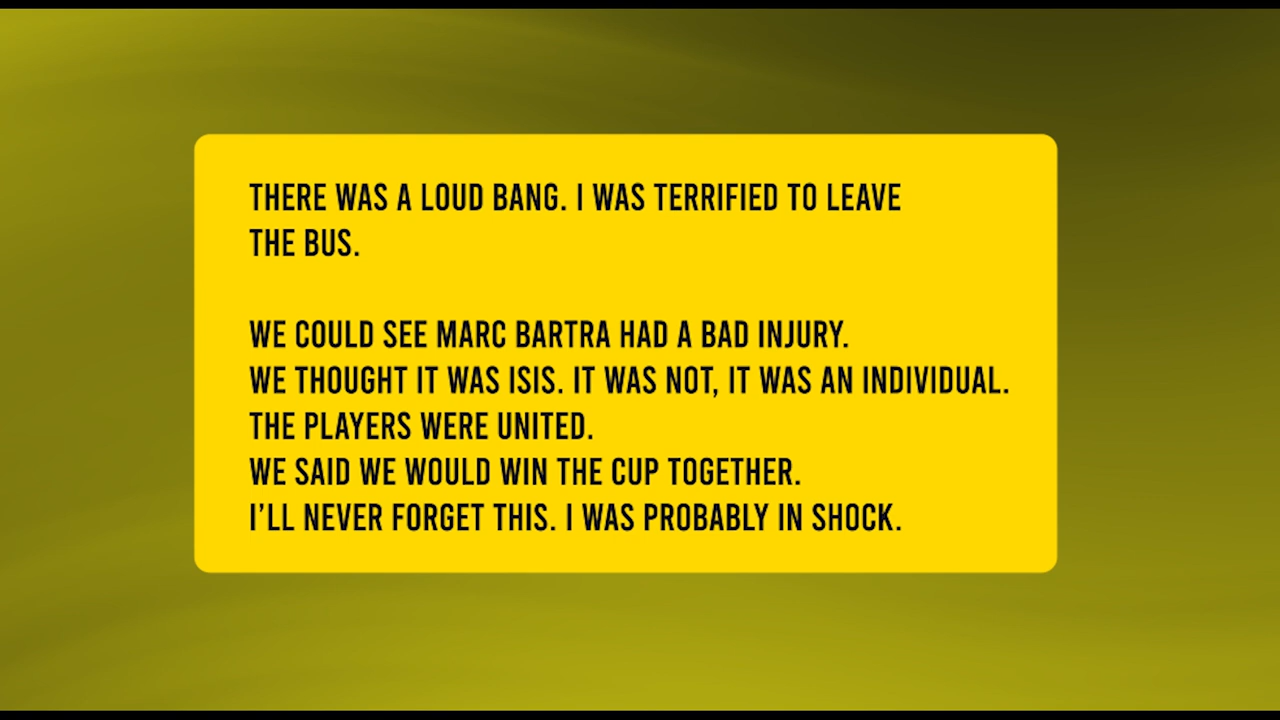 THERE WAS A LOUD BANG. I WAS TERRIFIED TO LEAVE
THE BUS.
WE COULD SEE MARC BARTRA HAD A BAD INJURY.
WE THOUGHT IT WAS ISIS. IT WAS NOT, IT WAS AN INDIVIDUAL.
THE PLAYERS WERE UNITED.
WE SAID WE WOULD WIN THE CUP TOGETHER.
I’LL NEVER FORGET THIS. I WAS PROBABLY IN SHOCK.